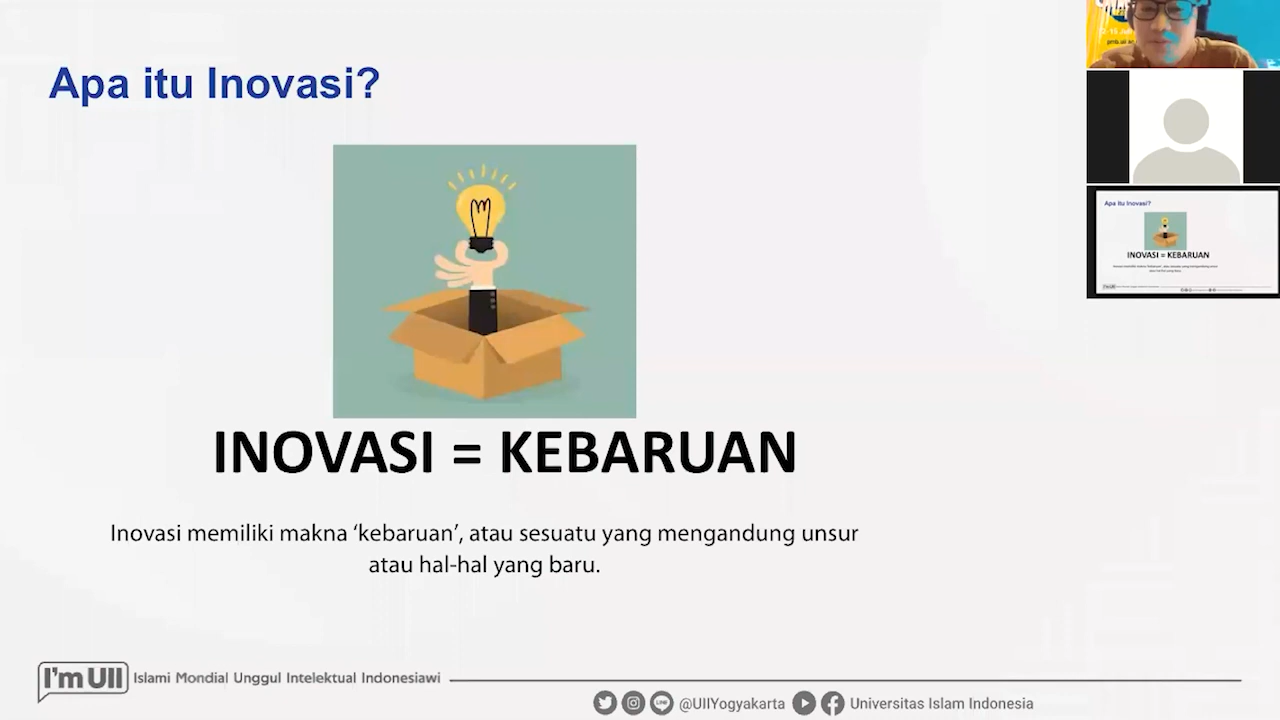 Apa itu Inovasi?
INOVASI = KEBARUAN
Inovasi memiliki makna ‘kebaruan’, atau sesuatu yang mengandung unsur
atau hal-hal yang baru.
I'm UII Islami Mondial Unggul Intelektual Indonesiawi
@UIIYogyakarta Universitas Islam Indonesia
Apa itu Inovasi?
INOVASI = KEBARUAN